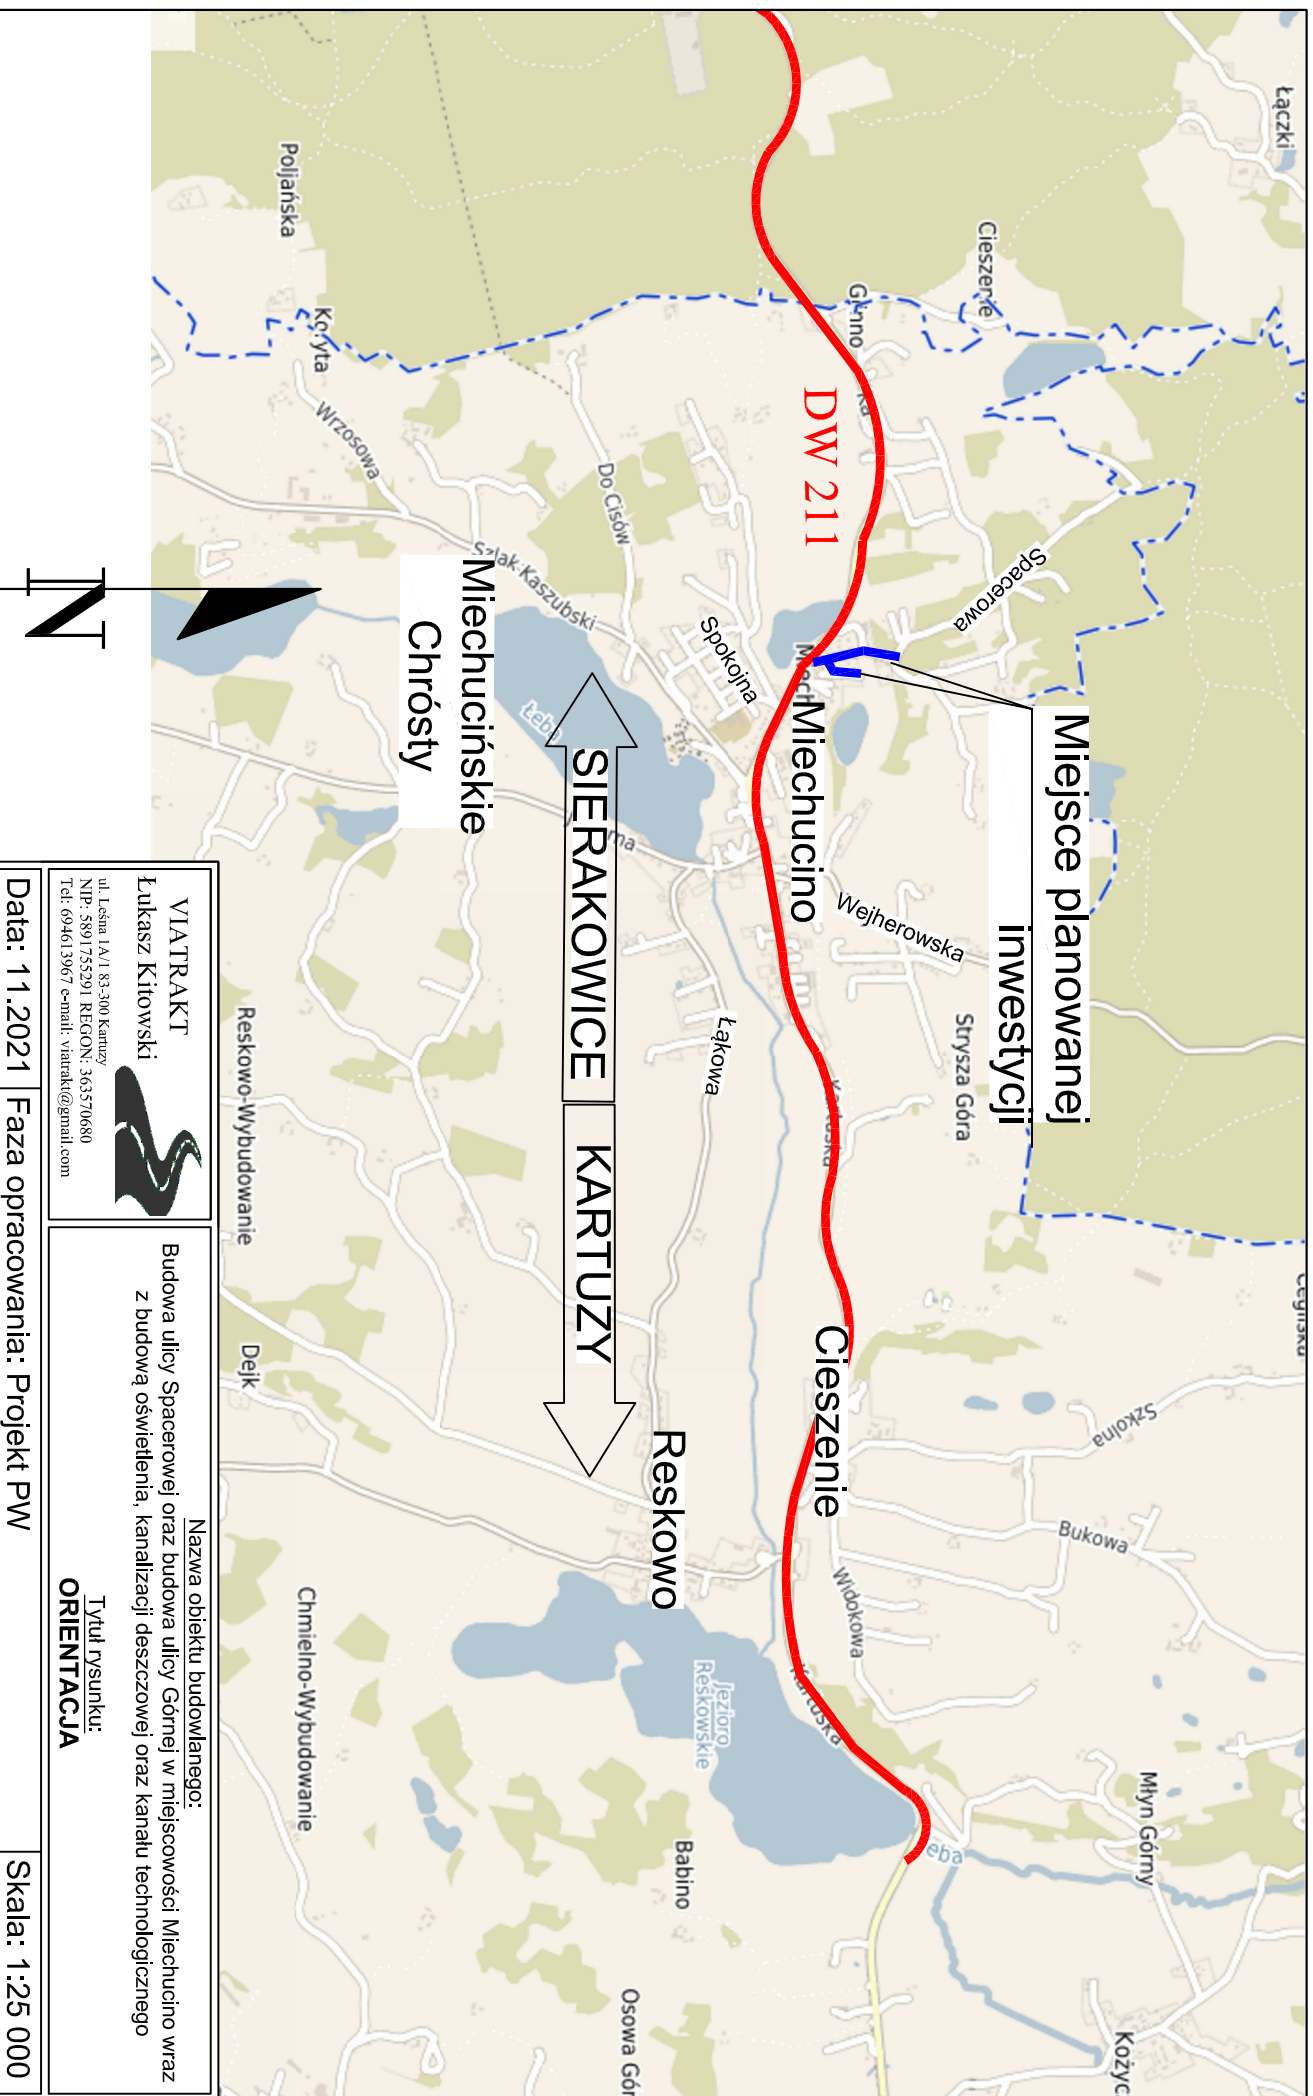 Łączki
Cieszenie
Poljańska
Koryta
Wrzosowa
Do Cisów
DW 211
Spacerowa
Szlak Kaszubski
Spokojna
Miejsce planowanej
inwestycji
Miechucino
Miechucińskie
Chrósty
Wejherowska
Strysza Góra
SIERAKOWICE
KARTUZY
Łąkowa
Kartuska
Cieszenie
Reskowo
Szkolna
Bukowa
Widokowa
Kartuska
Jezioro
Reskowskie
Młyn Górny
Babino
Reskowo-Wybudowanie
Dejk
Chmielno-Wybudowanie
N
VIATRAKT
Łukasz Kitowski
ul. Leśna 1A/1 83-300 Kartuzy
NIP: 5891755291 REGON: 363570680
Tel: 694613967 e-mail: viatrakt@gmail.com
Nazwa obiektu budowlanego:
Budowa ulicy Spacerowej oraz budowa ulicy Górnej w miejscowości Miechucino wraz
z budową oświetlenia, kanalizacji deszczowej oraz kanału technologicznego
Tytuł rysunku:
ORIENTACJA
Data: 11.2021
Faza opracowania: Projekt PW
Skala: 1:25 000